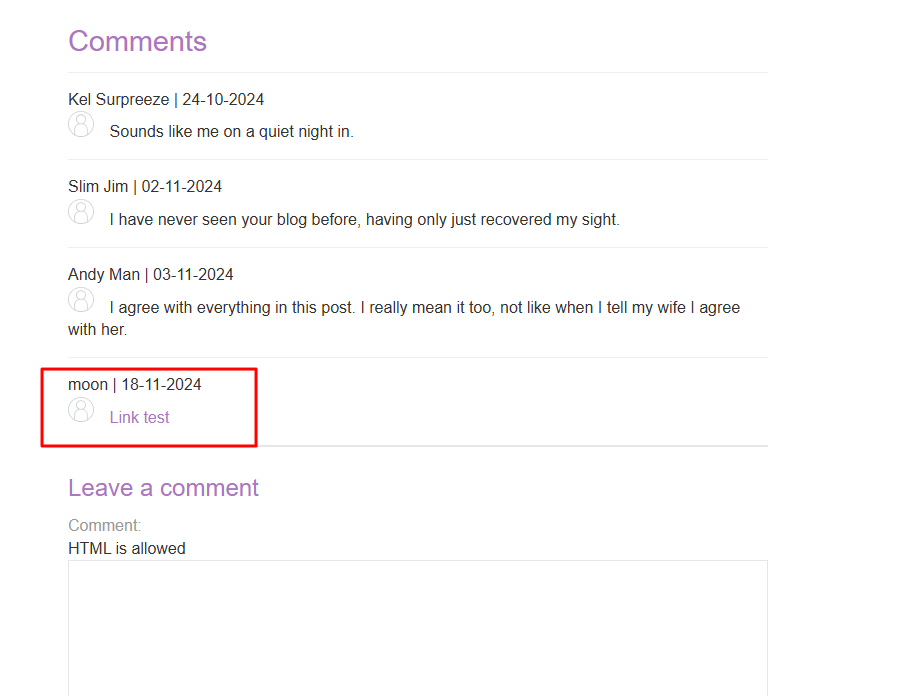 Comments
Kel Surpreeze | 24-10-2024
Sounds like me on a quiet night in.
Slim Jim | 02-11-2024
I have never seen your blog before, having only just recovered my sight.
Andy Man | 03-11-2024
I agree with everything in this post. I really mean it too, not like when I tell my wife I agree
with her.
moon | 18-11-2024
Link test
Leave a comment
Comment:
HTML is allowed